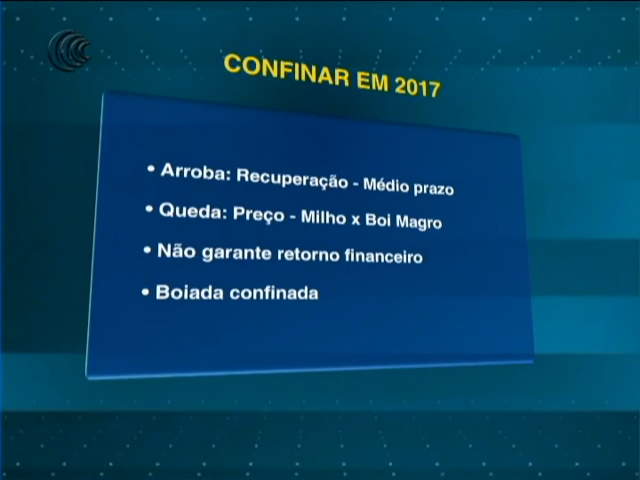 CONFINAR EM 2017
• Arroba: Recuperação - Médio prazo
• Queda: Preço - Milho x Boi Magro
• Não garante retorno financeiro
• Boiada confinada